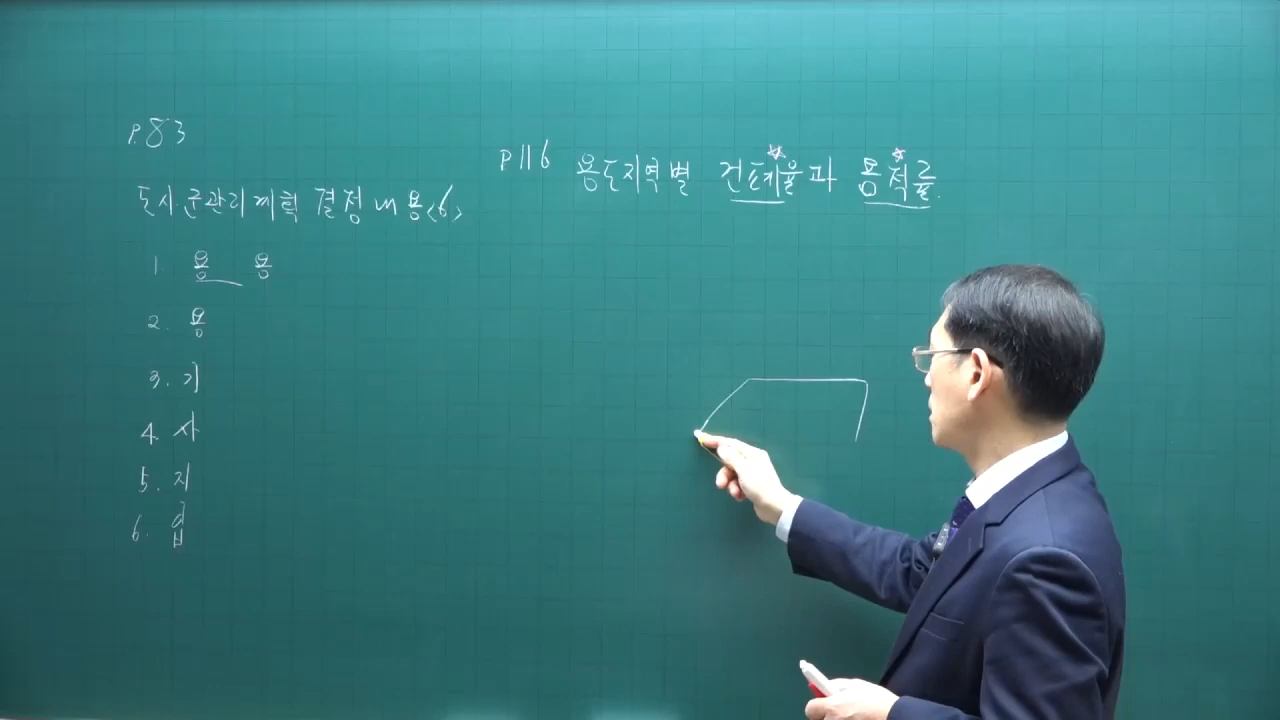 P.83
도시·군관리계획 결정 내용<6>
1. 용 용
2. 용
3. 기
4. 사
5. 지
6. 입
P116 용도지역별 건폐율과 용적률.